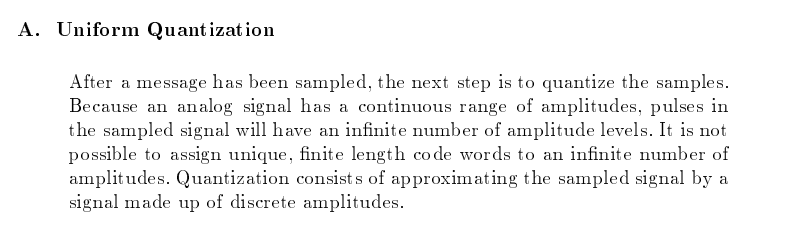 A. Uniform Quantization
After a message has been sampled, the next step is to quantize the samples.
Because an analog signal has a continuous range of amplitudes, pulses in
the sampled signal will have an infinite number of amplitude levels. It is not
possible to assign unique, finite length code words to an infinite number of
amplitudes. Quantization consists of approximating the sampled signal by a
signal made up of discrete amplitudes.